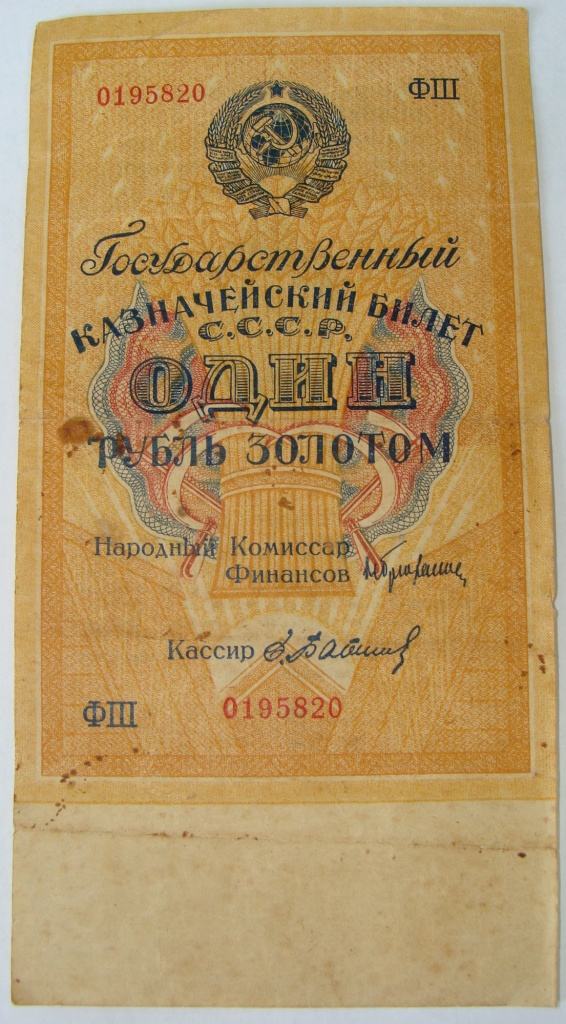 0195820 ФШ
Государственный
КАЗНАЧЕЙСКИЙ БИЛЕТ
С.С.С.Р.
ОДИН
РУБЛЬ ЗОЛОТОМ
Народный Комиссар
Финансов
Кассир
ФШ 0195820